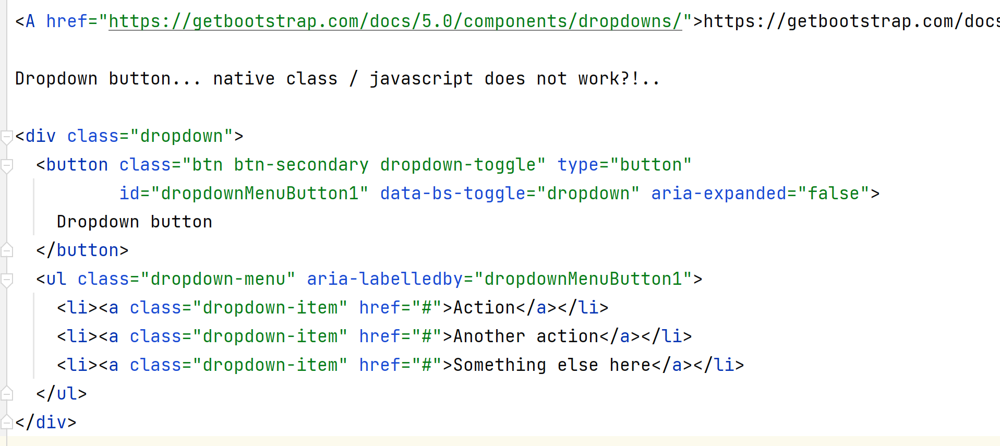 <A href="https://getbootstrap.com/docs/5.0/components/dropdowns/">https://getbootstrap.com/docs
Dropdown button... native class / javascript does not work?!..
<div class="dropdown">
  <button class="btn btn-secondary dropdown-toggle" type="button"
          id="dropdownMenuButton1" data-bs-toggle="dropdown" aria-expanded="false">
    Dropdown button
  </button>
  <ul class="dropdown-menu" aria-labelledby="dropdownMenuButton1">
    <li><a class="dropdown-item" href="#">Action</a></li>
    <li><a class="dropdown-item" href="#">Another action</a></li>
    <li><a class="dropdown-item" href="#">Something else here</a></li>
  </ul>
</div>